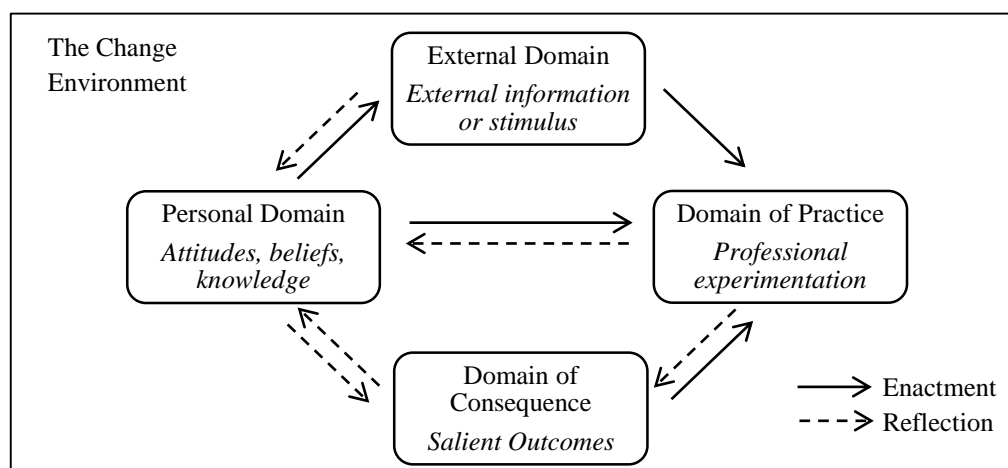 The Change
Environment
External Domain
External information
or stimulus
Personal Domain
Attitudes, beliefs,
knowledge
Domain of Practice
Professional
experimentation
Domain of
Consequence
Salient Outcomes
Enactment
Reflection